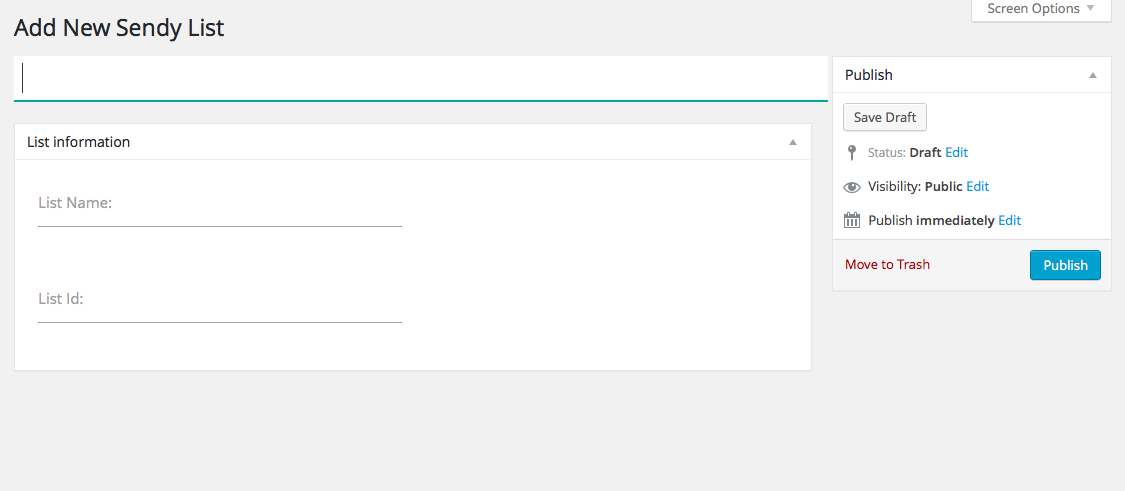 Screen Options
Add New Sendy List
Publish
Save Draft
List information
Status: Draft Edit
Visibility: Public Edit
List Name:
Publish immediately Edit
Move to Trash
Publish
List Id: